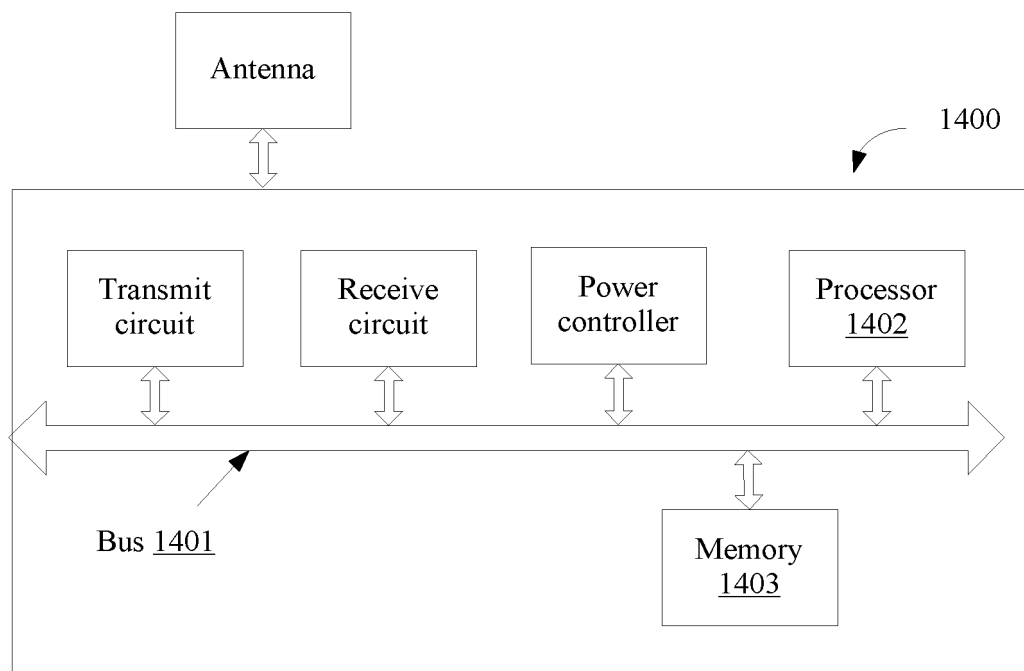 Antenna
1400
Transmit
circuit
Receive
circuit
Power
controller
Processor
1402
Bus 1401
Memory
1403